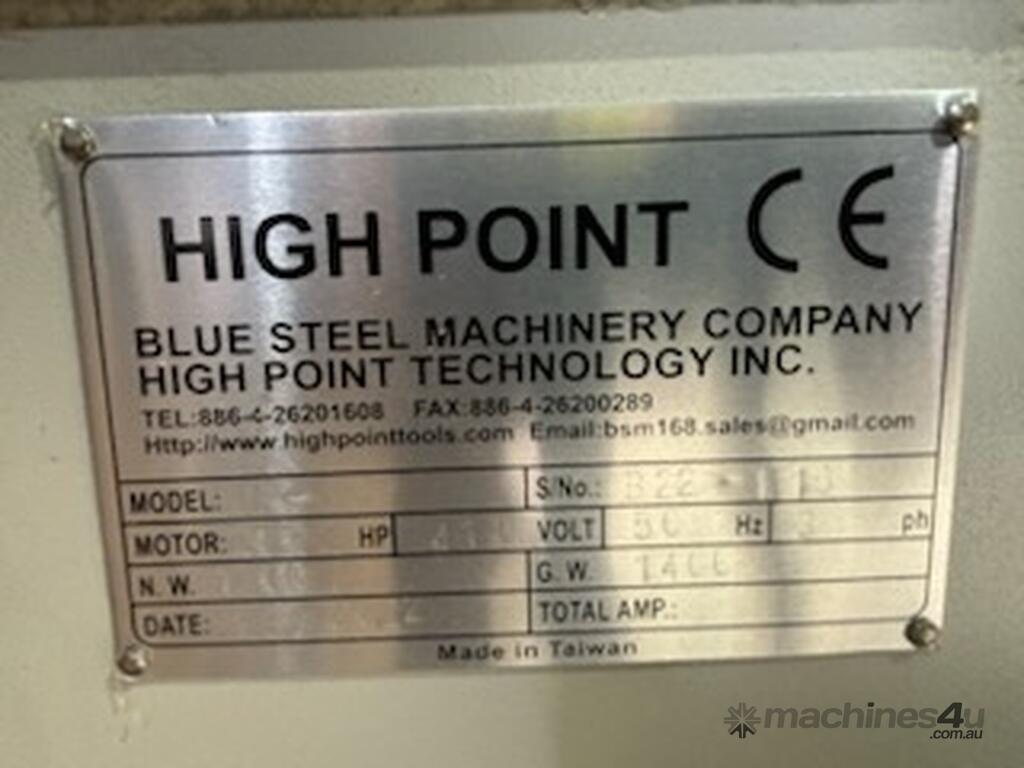 HIGH POINT CE
BLUE STEEL MACHINERY COMPANY
HIGH POINT TECHNOLOGY INC.
TEL:886-4-26201608 FAX:886-4-26200289
Http://www.highpointtools.com Email:bsm168.sales@gmail.com
MODEL: S/No.:
MOTOR: HP VOLT 50 Hz 3 ph
N. W. G. W.
DATE: TOTAL AMP.:
Made in Taiwan
machines4u
.com.au